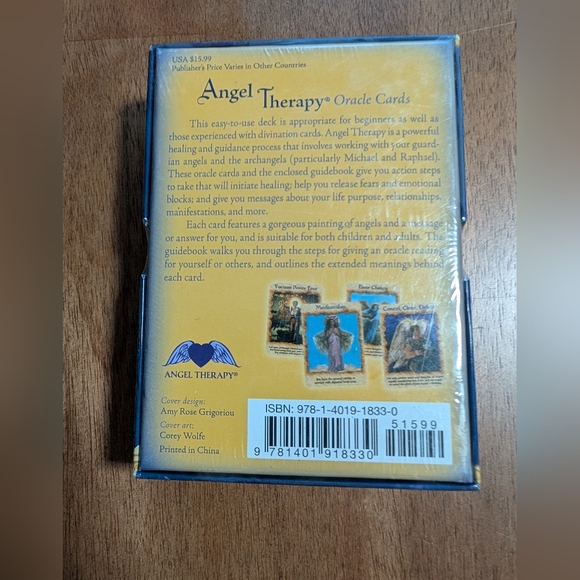 USA $15.99
Publisher's Price Varies in Other Countries
Angel Therapy® Oracle Cards
This easy-to-use deck is appropriate for beginners as well as
those experienced with divination cards. Angel Therapy is a powerful
healing and guidance process that involves working with your guard-
ian angels and the archangels (particularly Michael and Raphael).
These oracle cards and the enclosed guidebook give you action steps
to take that will initiate healing; help you release fears and emotional
blocks; and give you messages about your life purpose, relationships,
manifestations, and more.
Each card features a gorgeous painting of angels and a message
or answer for you, and is suitable for both children and adults. The
guidebook walks you through the steps for giving an oracle reading
for yourself or others, and outlines the extended meanings behind
each card.
Manifestation
ANGEL THERAPY®
Cover design:
Amy Rose Grigoriou
Cover art:
Corey Wolfe
Printed in China
ISBN: 978-1-4019-1833-0
51599
9 781401 918330